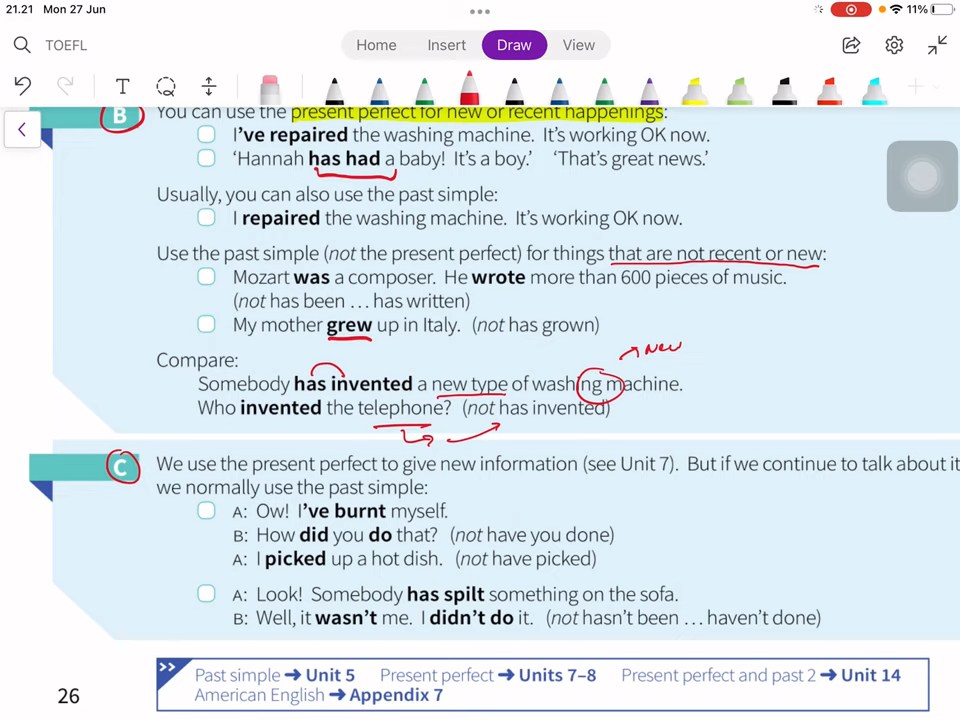 21.21 Mon 27 Jun
11%
TOEFL
Home Insert Draw View
T
B You can use the present perfect for new or recent happenings:
I've repaired the washing machine. It's working OK now.
'Hannah has had a baby! It's a boy.' 'That's great news.'
Usually, you can also use the past simple:
I repaired the washing machine. It's working OK now.
Use the past simple (not the present perfect) for things that are not recent or new:
Mozart was a composer. He wrote more than 600 pieces of music.
(not has been … has written)
My mother grew up in Italy. (not has grown)
New
Compare:
Somebody has invented a new type of washing machine.
Who invented the telephone? (not has invented)
C We use the present perfect to give new information (see Unit 7). But if we continue to talk about it
we normally use the past simple:
A: Ow! I've burnt myself.
B: How did you do that? (not have you done)
A: I picked up a hot dish. (not have picked)
A: Look! Somebody has spilt something on the sofa.
B: Well, it wasn't me. I didn't do it. (not hasn't been … haven't done)
>> Past simple → Unit 5 Present perfect → Units 7–8 Present perfect and past 2 → Unit 14
American English → Appendix 7
26